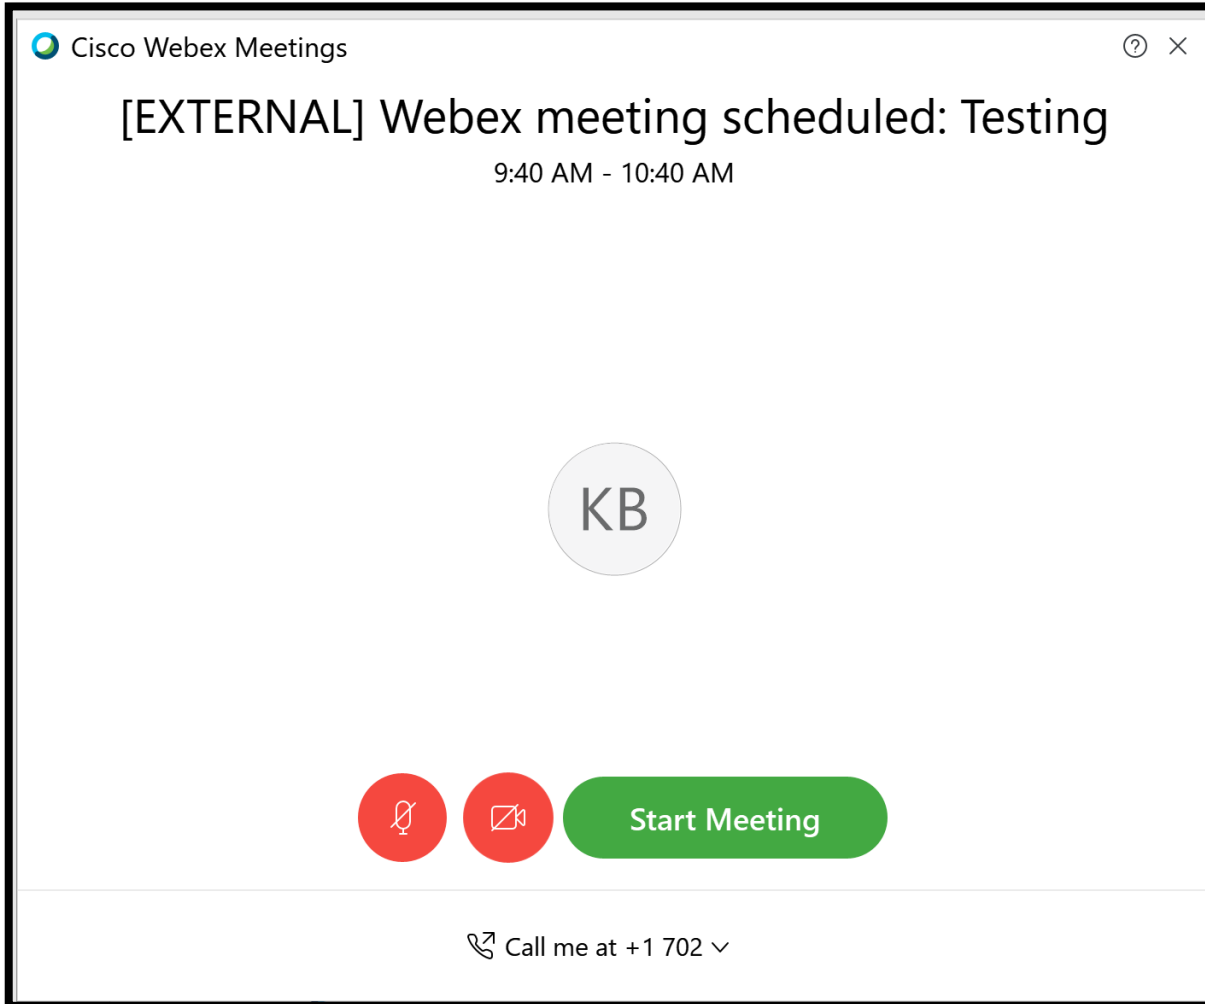 Cisco Webex Meetings
[EXTERNAL] Webex meeting scheduled: Testing
9:40 AM - 10:40 AM
KB
Start Meeting
Call me at +1 702